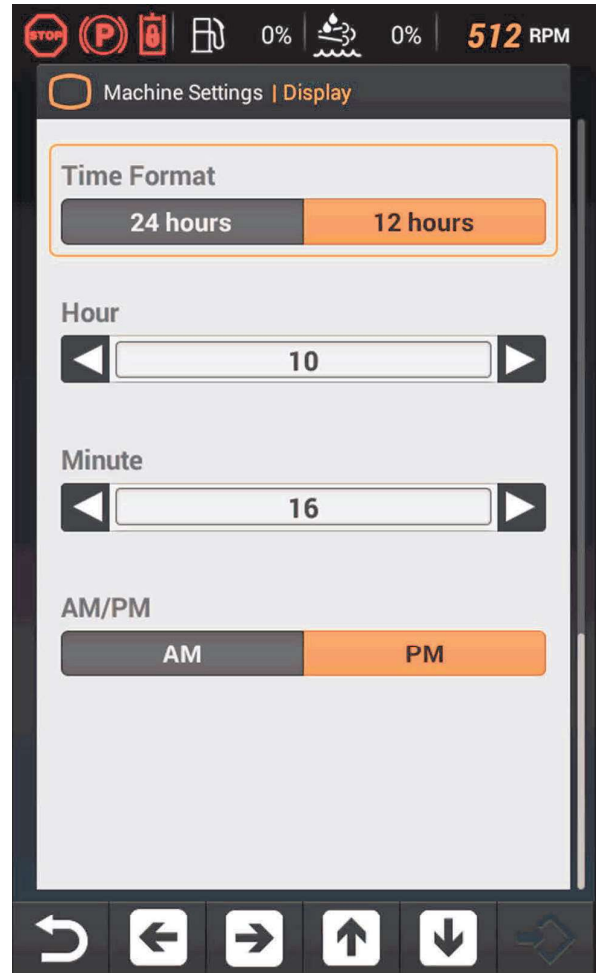 STOP P 0% 0% 512 RPM
Machine Settings | Display
Time Format
24 hours 12 hours
Hour
10
Minute
16
AM/PM
AM PM